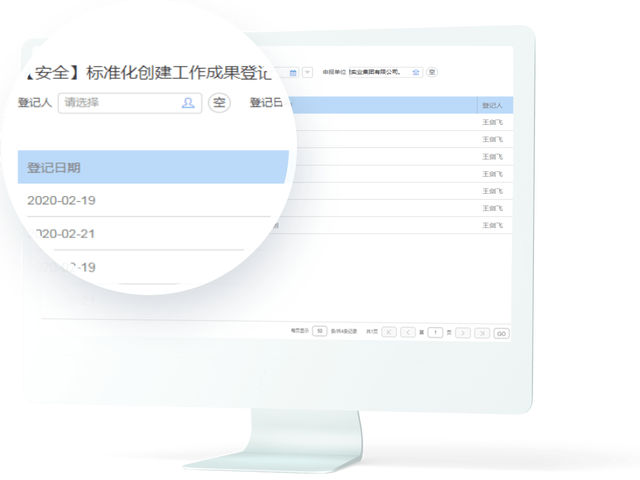 【安全】标准化创建工作成果登记
申报单位 实业集团有限公司。 空
登记人 请选择 空 登记日
登记日期 登记人
2020-02-19 王剑飞
王剑飞
2020-02-21 王剑飞
王剑飞
-19 王剑飞
王剑飞
王剑飞
每页显示 50 条/共8条记录 共1页 第 1 页 GO